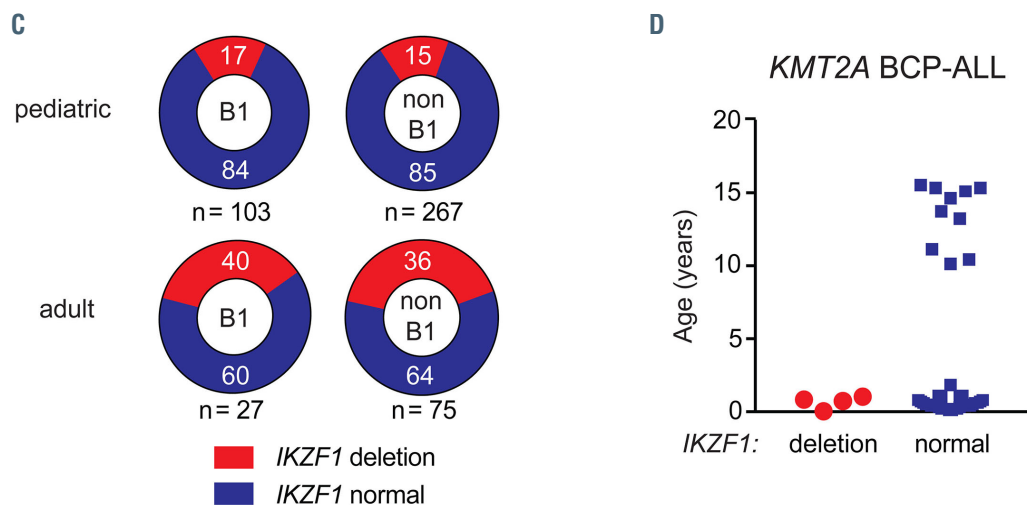 C
17
B1
84
pediatric
n= 103
15
non
B1
85
n= 267
40
B1
60
adult
n= 27
36
non
B1
64
n= 75
IKZF1 deletion
IKZF1 normal
D
KMT2A BCP-ALL
Age (years)
20
15
10
5
0
IKZF1: deletion normal